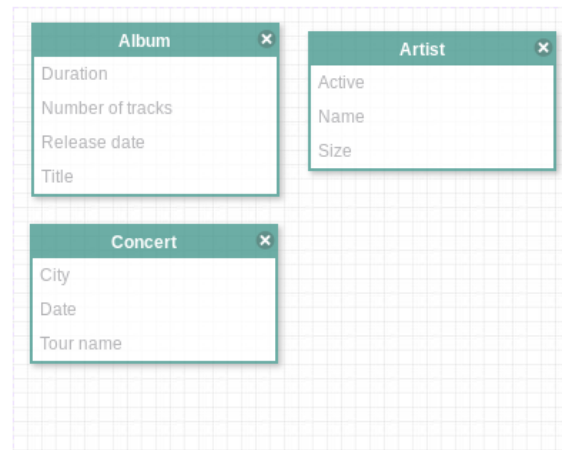 Album
Duration
Number of tracks
Release date
Title
Artist
Active
Name
Size
Concert
City
Date
Tour name